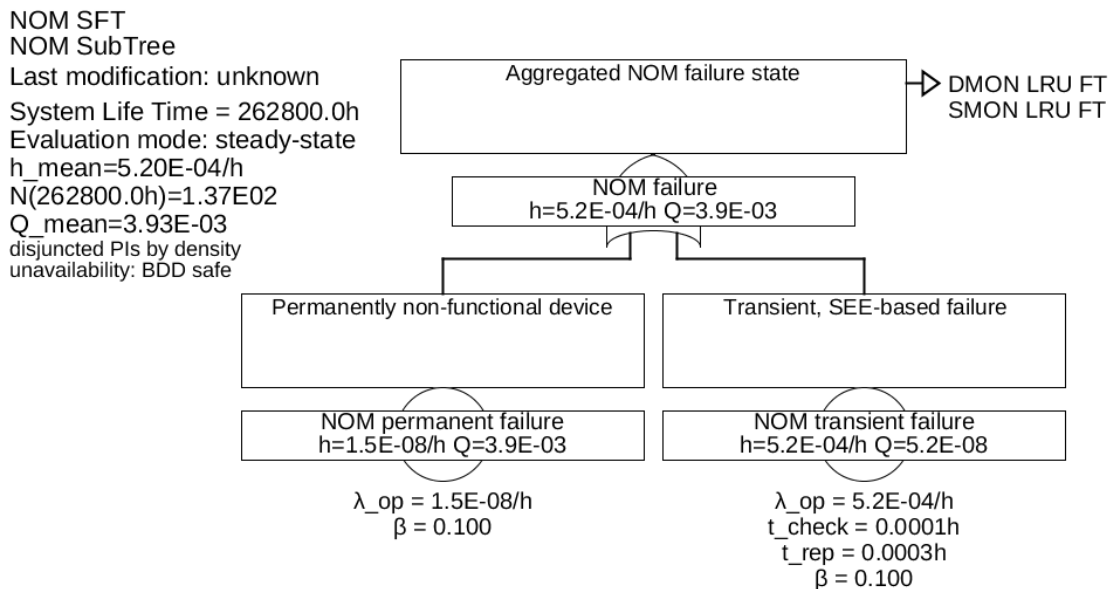 NOM SFT
NOM SubTree
Last modification: unknown
System Life Time = 262800.0h
Evaluation mode: steady-state
h_mean=5.20E-04/h
N(262800.0h)=1.37E02
Q_mean=3.93E-03
disjuncted PIs by density
unavailability: BDD safe
Aggregated NOM failure state
DMON LRU FT
SMON LRU FT
NOM failure
h=5.2E-04/h Q=3.9E-03
Permanently non-functional device
NOM permanent failure
h=1.5E-08/h Q=3.9E-03
λ_op = 1.5E-08/h
β = 0.100
Transient, SEE-based failure
NOM transient failure
h=5.2E-04/h Q=5.2E-08
λ_op = 5.2E-04/h
t_check = 0.0001h
t_rep = 0.0003h
β = 0.100